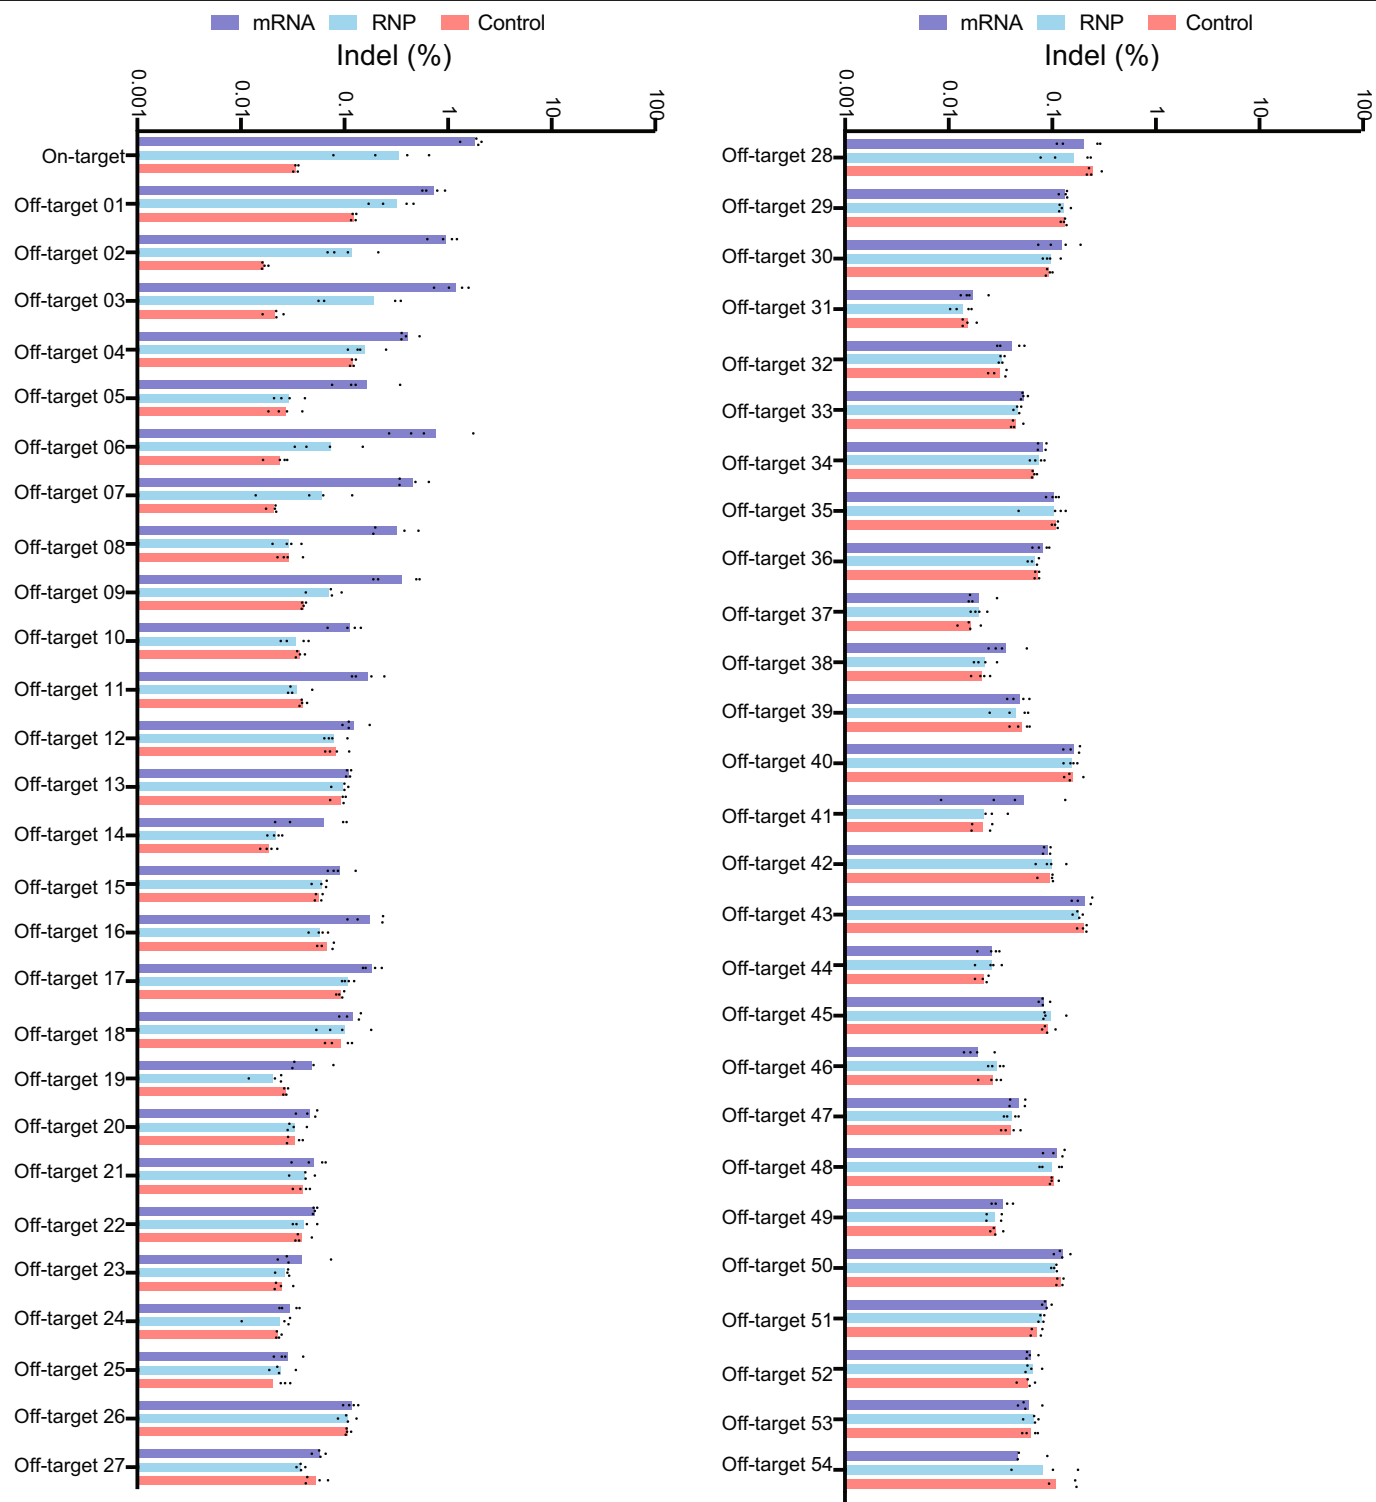 mRNA RNP Control
Indel (%)
0.001 0.01 0.1 1 10 100
On-target
Off-target 01
Off-target 02
Off-target 03
Off-target 04
Off-target 05
Off-target 06
Off-target 07
Off-target 08
Off-target 09
Off-target 10
Off-target 11
Off-target 12
Off-target 13
Off-target 14
Off-target 15
Off-target 16
Off-target 17
Off-target 18
Off-target 19
Off-target 20
Off-target 21
Off-target 22
Off-target 23
Off-target 24
Off-target 25
Off-target 26
Off-target 27
mRNA RNP Control
Indel (%)
0.001 0.01 0.1 1 10 100
Off-target 28
Off-target 29
Off-target 30
Off-target 31
Off-target 32
Off-target 33
Off-target 34
Off-target 35
Off-target 36
Off-target 37
Off-target 38
Off-target 39
Off-target 40
Off-target 41
Off-target 42
Off-target 43
Off-target 44
Off-target 45
Off-target 46
Off-target 47
Off-target 48
Off-target 49
Off-target 50
Off-target 51
Off-target 52
Off-target 53
Off-target 54